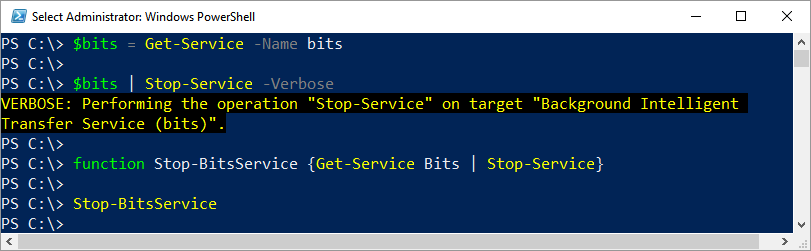 Select Administrator: Windows PowerShell
PS C:\> $bits = Get-Service -Name bits
PS C:\>
PS C:\> $bits | Stop-Service -Verbose
VERBOSE: Performing the operation "Stop-Service" on target "Background Intelligent
Transfer Service (bits)".
PS C:\>
PS C:\> function Stop-BitsService {Get-Service Bits | Stop-Service}
PS C:\>
PS C:\> Stop-BitsService
PS C:\>